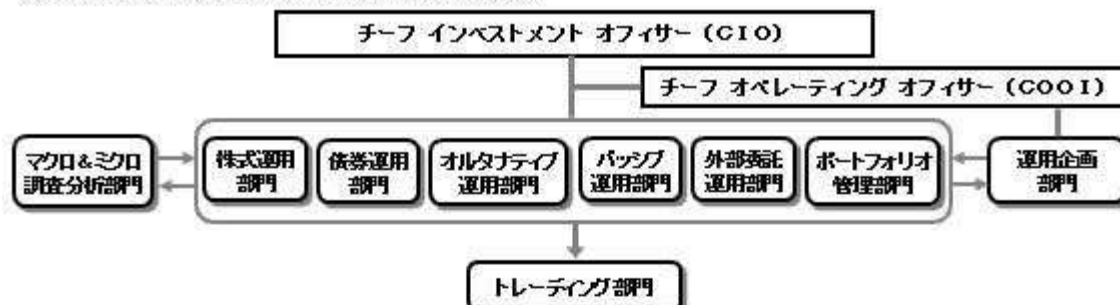 チーフ インベストメント オフィサー (CIO)
チーフ オペレーティング オフィサー (COOI)
マクロ&ミクロ
調査分析部門
株式運用
部門
債券運用
部門
オルタナティブ
運用部門
パッシブ
運用部門
外部委託
運用部門
ポートフォリオ
管理部門
運用企画
部門
トレーディング部門